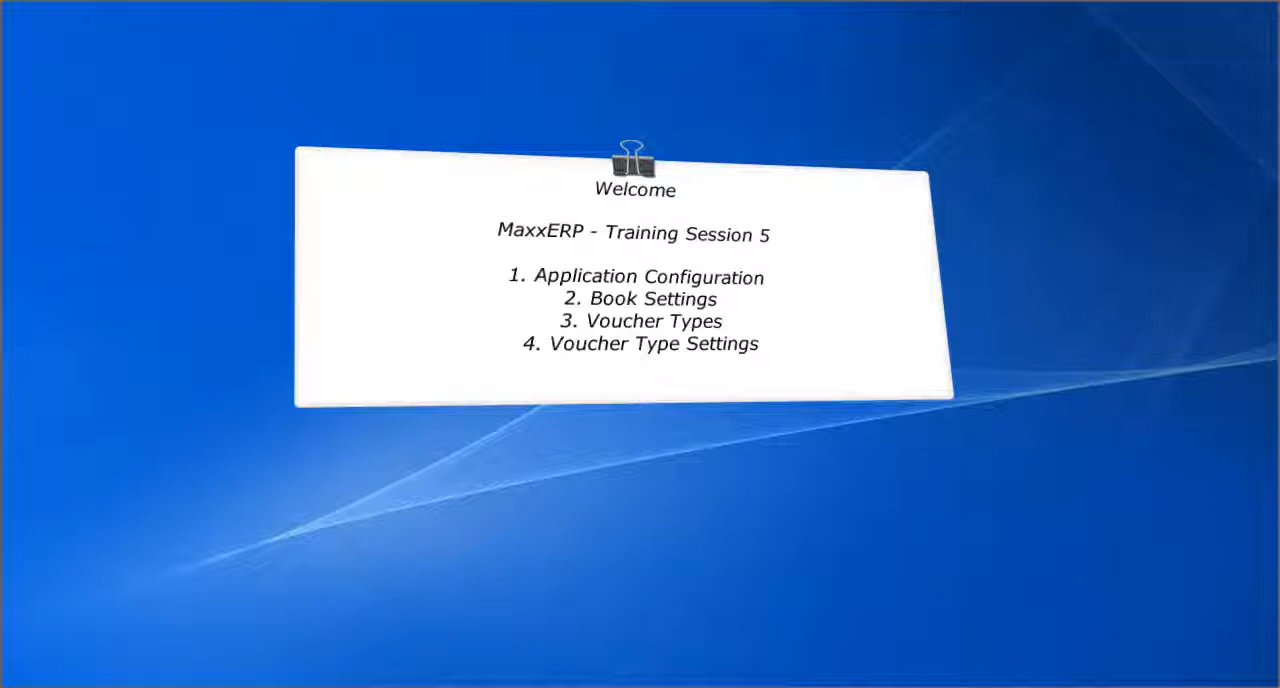 Welcome
MaxxERP - Training Session 5
1. Application Configuration
2. Book Settings
3. Voucher Types
4. Voucher Type Settings